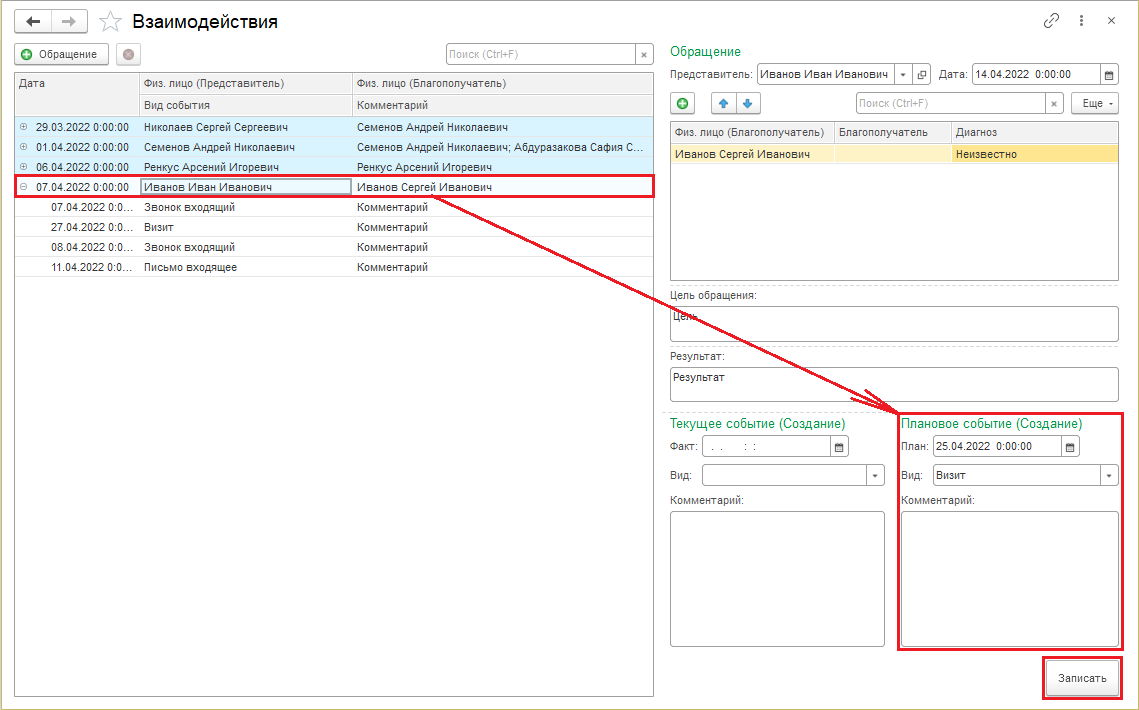 Взаимодействия
Обращение
Поиск (Ctrl+F)
Дата Физ. лицо (Представитель) Физ. лицо (Благополучатель)
Вид события Комментарий
29.03.2022 0:00:00 Николаев Сергей Сергеевич Семенов Андрей Николаевич
01.04.2022 0:00:00 Семенов Андрей Николаевич Семенов Андрей Николаевич; Абдуразакова Сафия С...
06.04.2022 0:00:00 Ренкус Арсений Игоревич Ренкус Арсений Игоревич
07.04.2022 0:00:00 Иванов Иван Иванович Иванов Сергей Иванович
07.04.2022 0:0... Звонок входящий Комментарий
27.04.2022 0:0... Визит Комментарий
08.04.2022 0:0... Звонок входящий Комментарий
11.04.2022 0:0... Письмо входящее Комментарий
Обращение
Представитель: Иванов Иван Иванович Дата: 14.04.2022 0:00:00
Поиск (Ctrl+F) Еще
Физ. лицо (Благополучатель) Благополучатель Диагноз
Иванов Сергей Иванович Неизвестно
Цель обращения:
Цель
Результат:
Результат
Текущее событие (Создание)
Факт: . . : :
Вид:
Комментарий:
Плановое событие (Создание)
План: 25.04.2022 0:00:00
Вид: Визит
Комментарий:
Записать